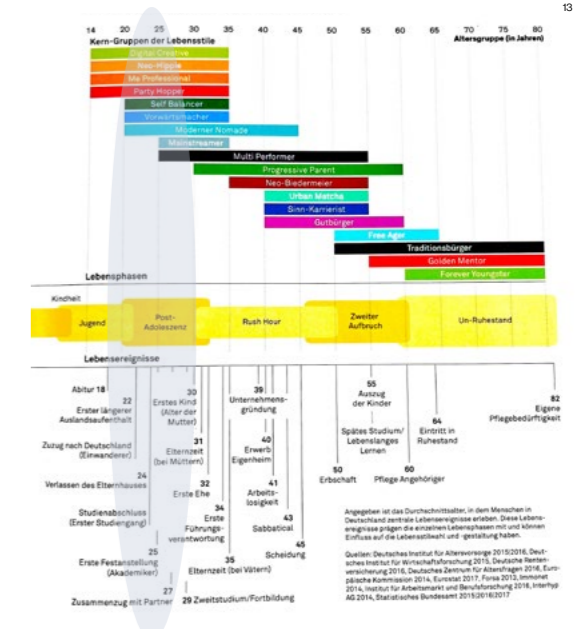 13
14 20 25 30 35 40 45 50 55 60 65 70 75 80
Kern-Gruppen der Lebensstile
Altersgruppe (in Jahren)
Digital Creative
Neo-Hippie
Me Professional
Party Hopper
Self Balancer
Vorwärtsmacher
Moderner Nomade
Mainstreamer
Multi Performer
Progressive Parent
Neo-Biedermeier
Urban Matcha
Sinn-Karrierist
Gutbürger
Free Ager
Traditionsbürger
Golden Mentor
Forever Youngster
Lebensphasen
Kindheit
Jugend
Post-
Adoleszenz
Rush Hour
Zweiter
Aufbruch
Un-Ruhestand
Lebensereignisse
Abitur 18
22
Erster längerer
Auslandsaufenthalt
Zuzug nach Deutschland
(Einwanderer)
24
Verlassen des Elternhauses
Studienabschluss
(Erster Studiengang)
25
Erste Festanstellung
(Akademiker)
27
Zusammenzug mit Partner
29 Zweitstudium/Fortbildung
30
Erstes Kind
(Alter der
Mutter)
31
Elternzeit
(bei Müttern)
32
Erste Ehe
34
Erste
Führungs-
verantwortung
35
Elternzeit (bei Vätern)
39
Unternehmens-
gründung
40
Erwerb
Eigenheim
41
Arbeits-
losigkeit
43
Sabbatical
45
Scheidung
50
Erbschaft
Spätes Studium/
Lebenslanges
Lernen
55
Auszug
der Kinder
60
Pflege Angehöriger
64
Eintritt in
Ruhestand
82
Eigene
Pflegebedürftigkeit
Angegeben ist das Durchschnittsalter, in dem Menschen in
Deutschland zentrale Lebensereignisse erleben. Diese Lebens-
ereignisse prägen die einzelnen Lebensphasen mit und können
Einfluss auf die Lebensstilwahl und -gestaltung haben.
Quellen: Deutsches Institut für Altersvorsorge 2015/2016, Deut-
sches Institut für Wirtschaftsforschung 2015, Deutsche Renten-
versicherung 2016, Deutsches Zentrum für Altersfragen 2016, Euro-
päische Kommission 2014, Eurostat 2017, Forsa 2013, Immonet
2014, Institut für Arbeitsmarkt und Berufsforschung 2016, Interhyp
AG 2014, Statistisches Bundesamt 2015/2016/2017